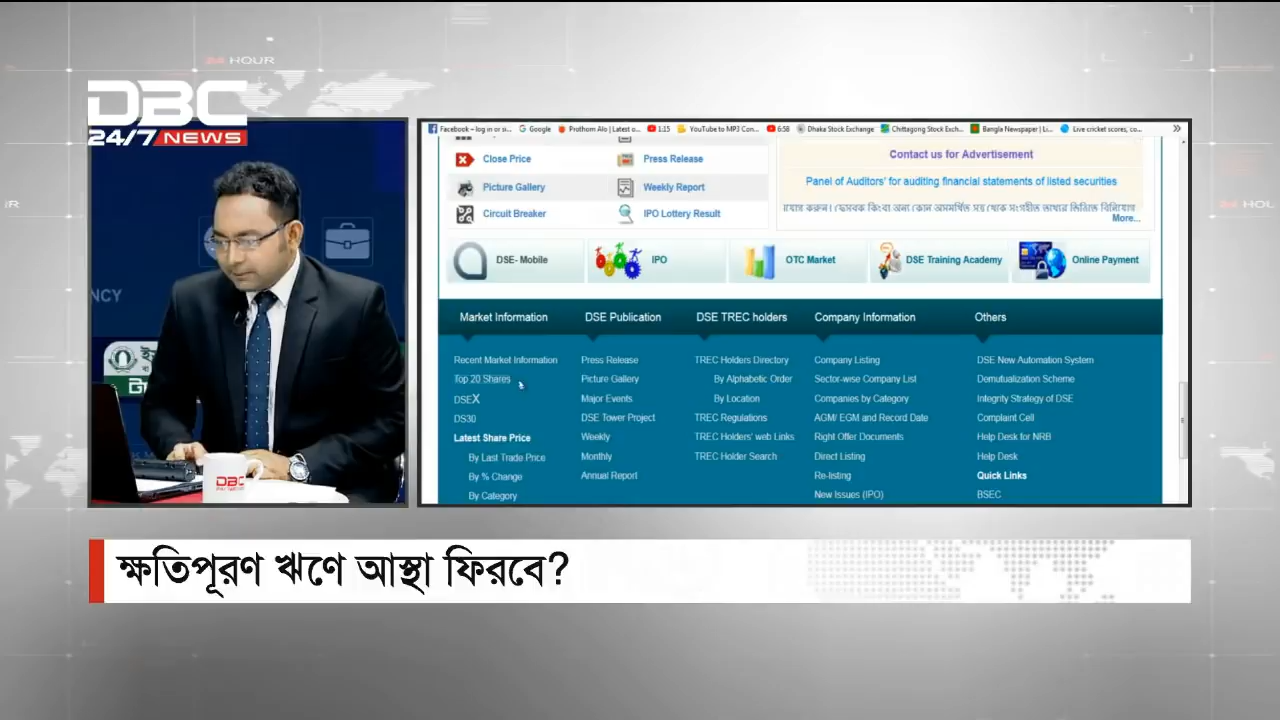 24 HOUR
DBC
24/7 NEWS
Facebook – log in or si...
Google
Prothom Alo | Latest o...
1:15
YouTube to MP3 Con...
6:58
Dhaka Stock Exchange
Chittagong Stock Exch...
Bangla Newspaper | Li...
Live cricket scores, co...
Close Price
Press Release
Picture Gallery
Weekly Report
Circuit Breaker
IPO Lottery Result
Contact us for Advertisement
Panel of Auditors' for auditing financial statements of listed securities
More...
DSE- Mobile
IPO
OTC Market
DSE Training Academy
Online Payment
Market Information
Recent Market Information
Top 20 Shares
DSEX
DS30
Latest Share Price
By Last Trade Price
By % Change
By Category
DSE Publication
Press Release
Picture Gallery
Major Events
DSE Tower Project
Weekly
Monthly
Annual Report
DSE TREC holders
TREC Holders Directory
By Alphabetic Order
By Location
TREC Regulations
TREC Holders' web Links
TREC Holder Search
Company Information
Company Listing
Sector-wise Company List
Companies by Category
AGM/ EGM and Record Date
Right Offer Documents
Direct Listing
Re-listing
New Issues (IPO)
Others
DSE New Automation System
Demutualization Scheme
Integrity Strategy of DSE
Complaint Cell
Help Desk for NRB
Help Desk
Quick Links
BSEC
DBC
ক্ষতিপূরণ ঋণে আস্থা ফিরবে?